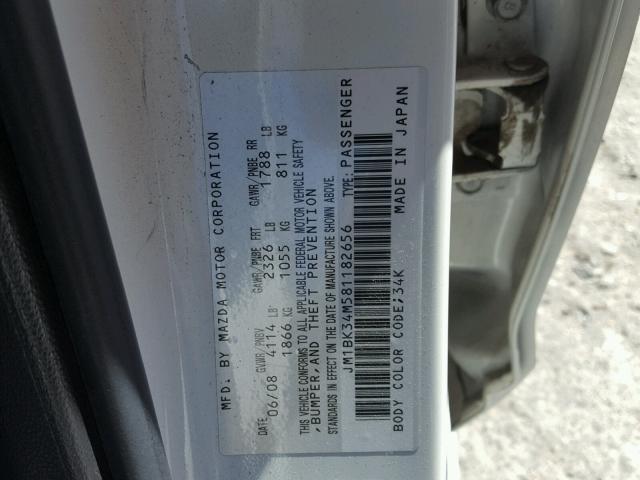 MFD. BY MAZDA MOTOR CORPORATION
DATE GVWR/PNBV GAWR/PNBE FRT GAWR/PNBE RR
06/08 4114 LB 2326 LB 1788 LB
1866 KG 1055 KG 811 KG
THIS VEHICLE CONFORMS TO ALL APPLICABLE FEDERAL MOTOR VEHICLE SAFETY
,BUMPER,AND THEFT PREVENTION
STANDARDS IN EFFECT ON THE DATE OF MANUFACTURE SHOWN ABOVE.
JM1BK34M581182656 TYPE: PASSENGER
BODY COLOR CODE;34K MADE IN JAPAN